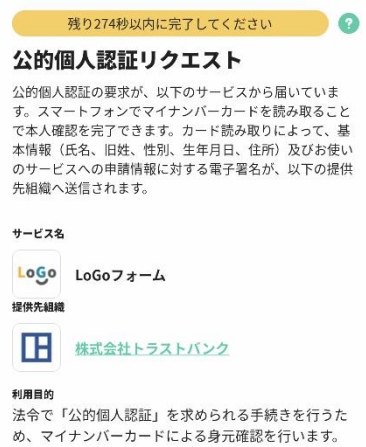 残り274秒以内に完了してください
?
公的個人認証リクエスト
公的個人認証の要求が、以下のサービスから届いていま
す。スマートフォンでマイナンバーカードを読み取ること
で本人確認を完了できます。カード読み取りによって、基
本情報（氏名、旧姓、性別、生年月日、住所）及びお使い
のサービスへの申請情報に対する電子署名が、以下の提供
先組織へ送信されます。
サービス名
LoGo
LoGoフォーム
提供先組織
株式会社トラストバンク
利用目的
法令で「公的個人認証」を求められる手続きを行うた
め、マイナンバーカードによる身元確認を行います。